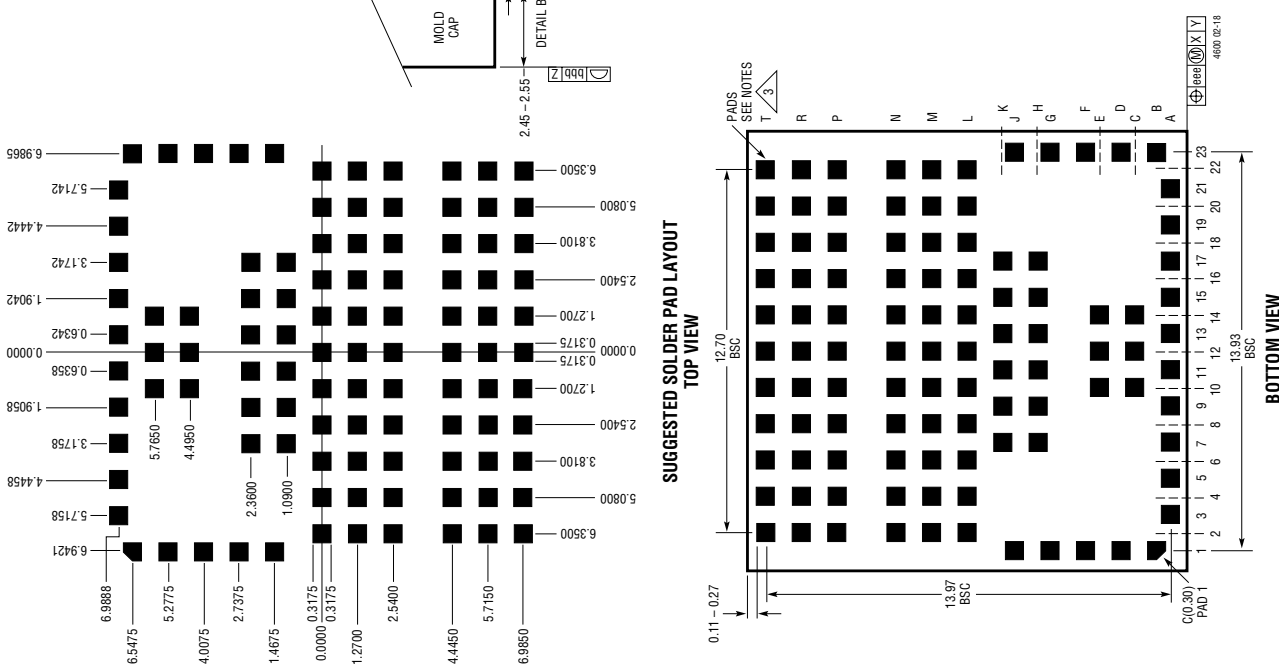 MOLD
CAP
DETAIL B
2.45 – 2.55
bbb Z
6.9865
5.7142
4.4442
3.1742
1.9042
0.6342
0.0000
0.6358
1.9058
3.1758
4.4458
5.7158
6.9421
5.7650
4.4950
2.3600
1.0900
6.9888
6.5475
5.2775
4.0075
2.7375
1.4675
0.3175
0.0000
0.3175
1.2700
2.5400
4.4450
5.7150
6.9850
6.3500
5.0800
3.8100
2.5400
1.2700
0.3175
0.0000
0.3175
1.2700
2.5400
3.8100
5.0800
6.3500
SUGGESTED SOLDER PAD LAYOUT
TOP VIEW
PADS
SEE NOTES
3
T
R
P
N
M
L
K
J
H
G
F
E
D
C
B
A
eee M X Y
4600 02-18
23
22
21
20
19
18
17
16
15
14
13
12
11
10
9
8
7
6
5
4
3
2
1
12.70
BSC
13.93
BSC
13.97
BSC
0.11 – 0.27
C(0.30)
PAD 1
BOTTOM VIEW